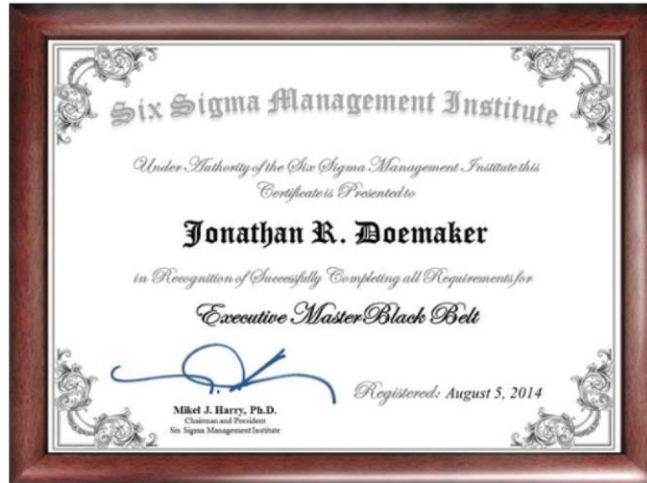 Six Sigma Management Institute
Under Authority of the Six Sigma Management Institute this
Certificate is Presented to
Jonathan R. Doemaker
in Recognition of Successfully Completing all Requirements for
Executive Master Black Belt
Registered: August 5, 2014
Mikel J. Harry, Ph.D.
Chairman and President
Six Sigma Management Institute